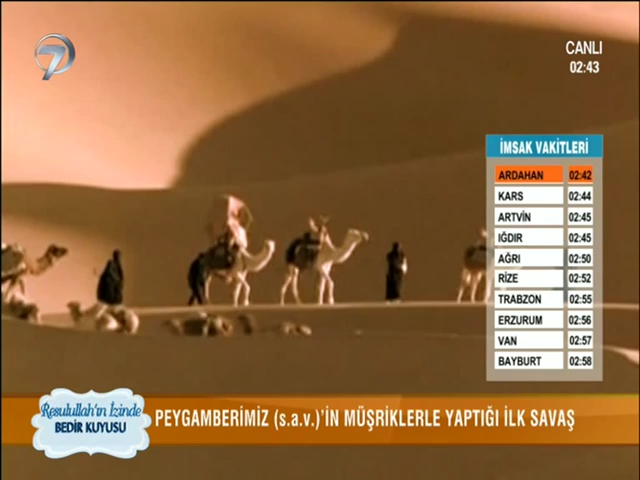 7
CANLI
02:43
İMSAK VAKİTLERİ
ARDAHAN 02:42
KARS 02:44
ARTVİN 02:45
IĞDIR 02:45
AĞRI 02:50
RİZE 02:52
TRABZON 02:55
ERZURUM 02:56
VAN 02:57
BAYBURT 02:58
Resulullah'ın İzinde
BEDİR KUYUSU
PEYGAMBERİMİZ (s.a.v.)'İN MÜŞRİKLERLE YAPTIĞI İLK SAVAŞ